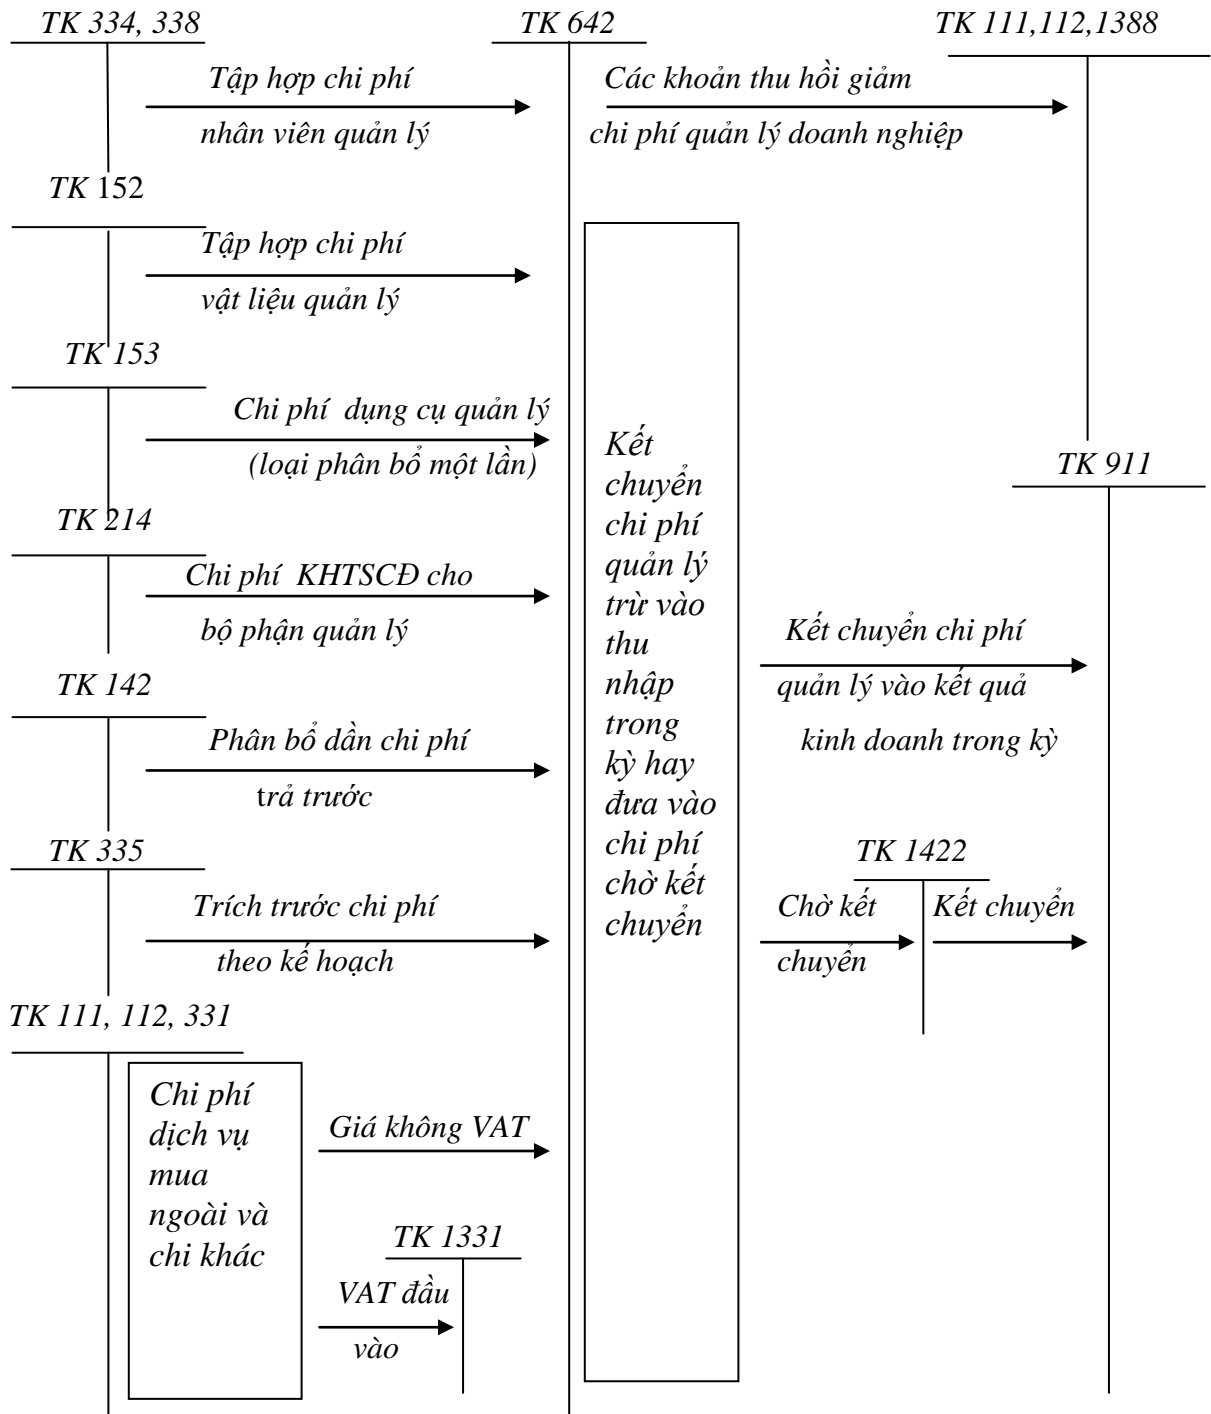 TK 334, 338
TK 642
TK 111,112,1388
Tập hợp chi phí
nhân viên quản lý
Các khoản thu hồi giảm
chi phí quản lý doanh nghiệp
TK 152
Tập hợp chi phí
vật liệu quản lý
TK 153
Chi phí dụng cụ quản lý
(loại phân bổ một lần)
TK 214
Chi phí KHTSCĐ cho
bộ phận quản lý
TK 142
Phân bổ dần chi phí
trả trước
TK 335
Trích trước chi phí
theo kế hoạch
TK 111, 112, 331
Chi phí
dịch vụ
mua
ngoài và
chi khác
Giá không VAT
TK 1331
VAT đầu
vào
Kết
chuyển
chi phí
quản lý
trừ vào
thu
nhập
trong
kỳ hay
đưa vào
chi phí
chờ kết
chuyển
TK 911
Kết chuyển chi phí
quản lý vào kết quả
kinh doanh trong kỳ
TK 1422
Chờ kết
chuyển
Kết chuyển